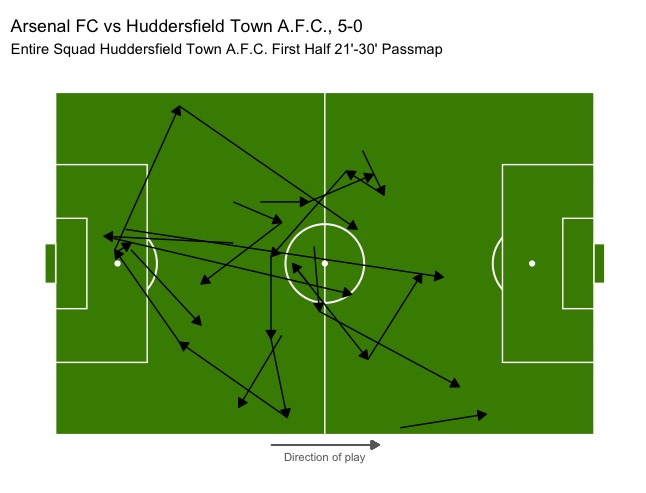 Arsenal FC vs Huddersfield Town A.F.C., 5-0
Entire Squad Huddersfield Town A.F.C. First Half 21'-30' Passmap
Direction of play